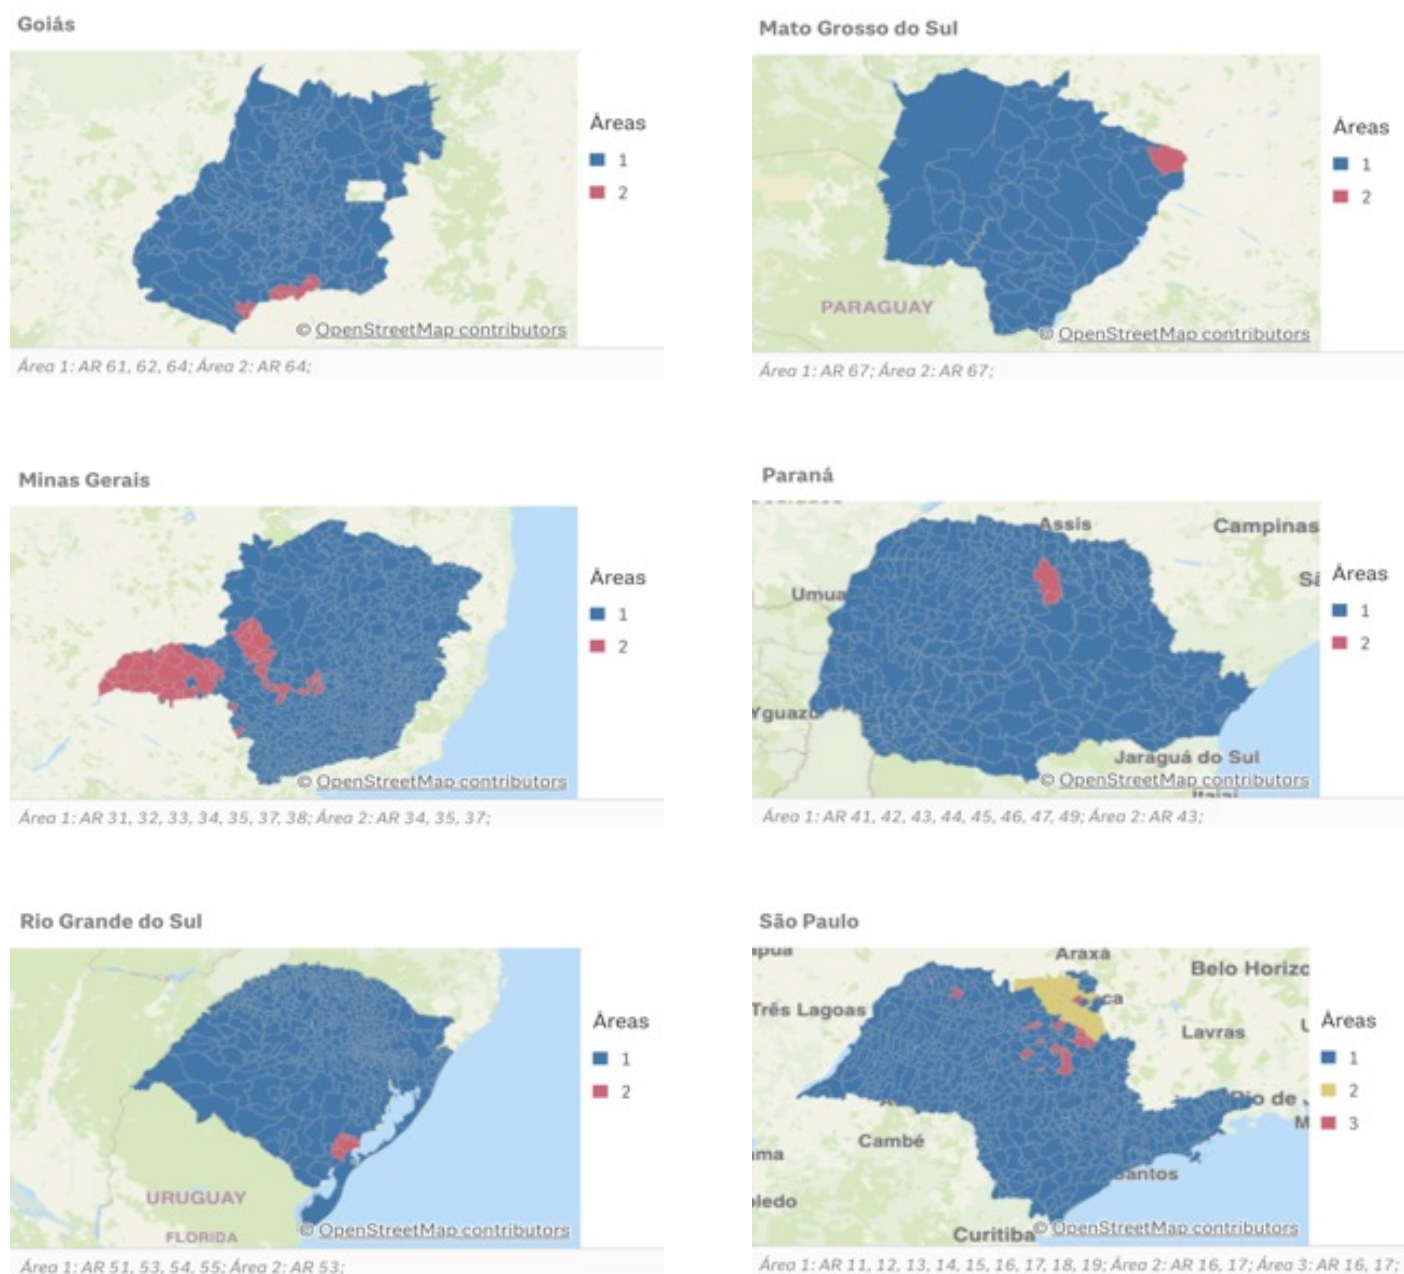 Goiás
Áreas
1
2
© OpenStreetMap contributors
Área 1: AR 61, 62, 64; Área 2: AR 64;
Mato Grosso do Sul
PARAGUAY
Áreas
1
2
© OpenStreetMap contributors
Área 1: AR 67; Área 2: AR 67;
Minas Gerais
Áreas
1
2
© OpenStreetMap contributors
Área 1: AR 31, 32, 33, 34, 35, 37, 38; Área 2: AR 34, 35, 37;
Paraná
Assis
Campinas
Umua
Yguazú
Jaraguá do Sul
Áreas
1
2
© OpenStreetMap contributors
Área 1: AR 41, 42, 43, 44, 45, 46, 47, 49; Área 2: AR 43;
Rio Grande do Sul
URUGUAY
FLORIDA
Áreas
1
2
© OpenStreetMap contributors
Área 1: AR 51, 53, 54, 55; Área 2: AR 53;
São Paulo
Araxá
Belo Horizo
Três Lagoas
ca
Lavras
Rio de
Cambé
Santos
ledo
Curitiba
Áreas
1
2
3
© OpenStreetMap contributors
Área 1: AR 11, 12, 13, 14, 15, 16, 17, 18, 19; Área 2: AR 16, 17; Área 3: AR 16, 17;